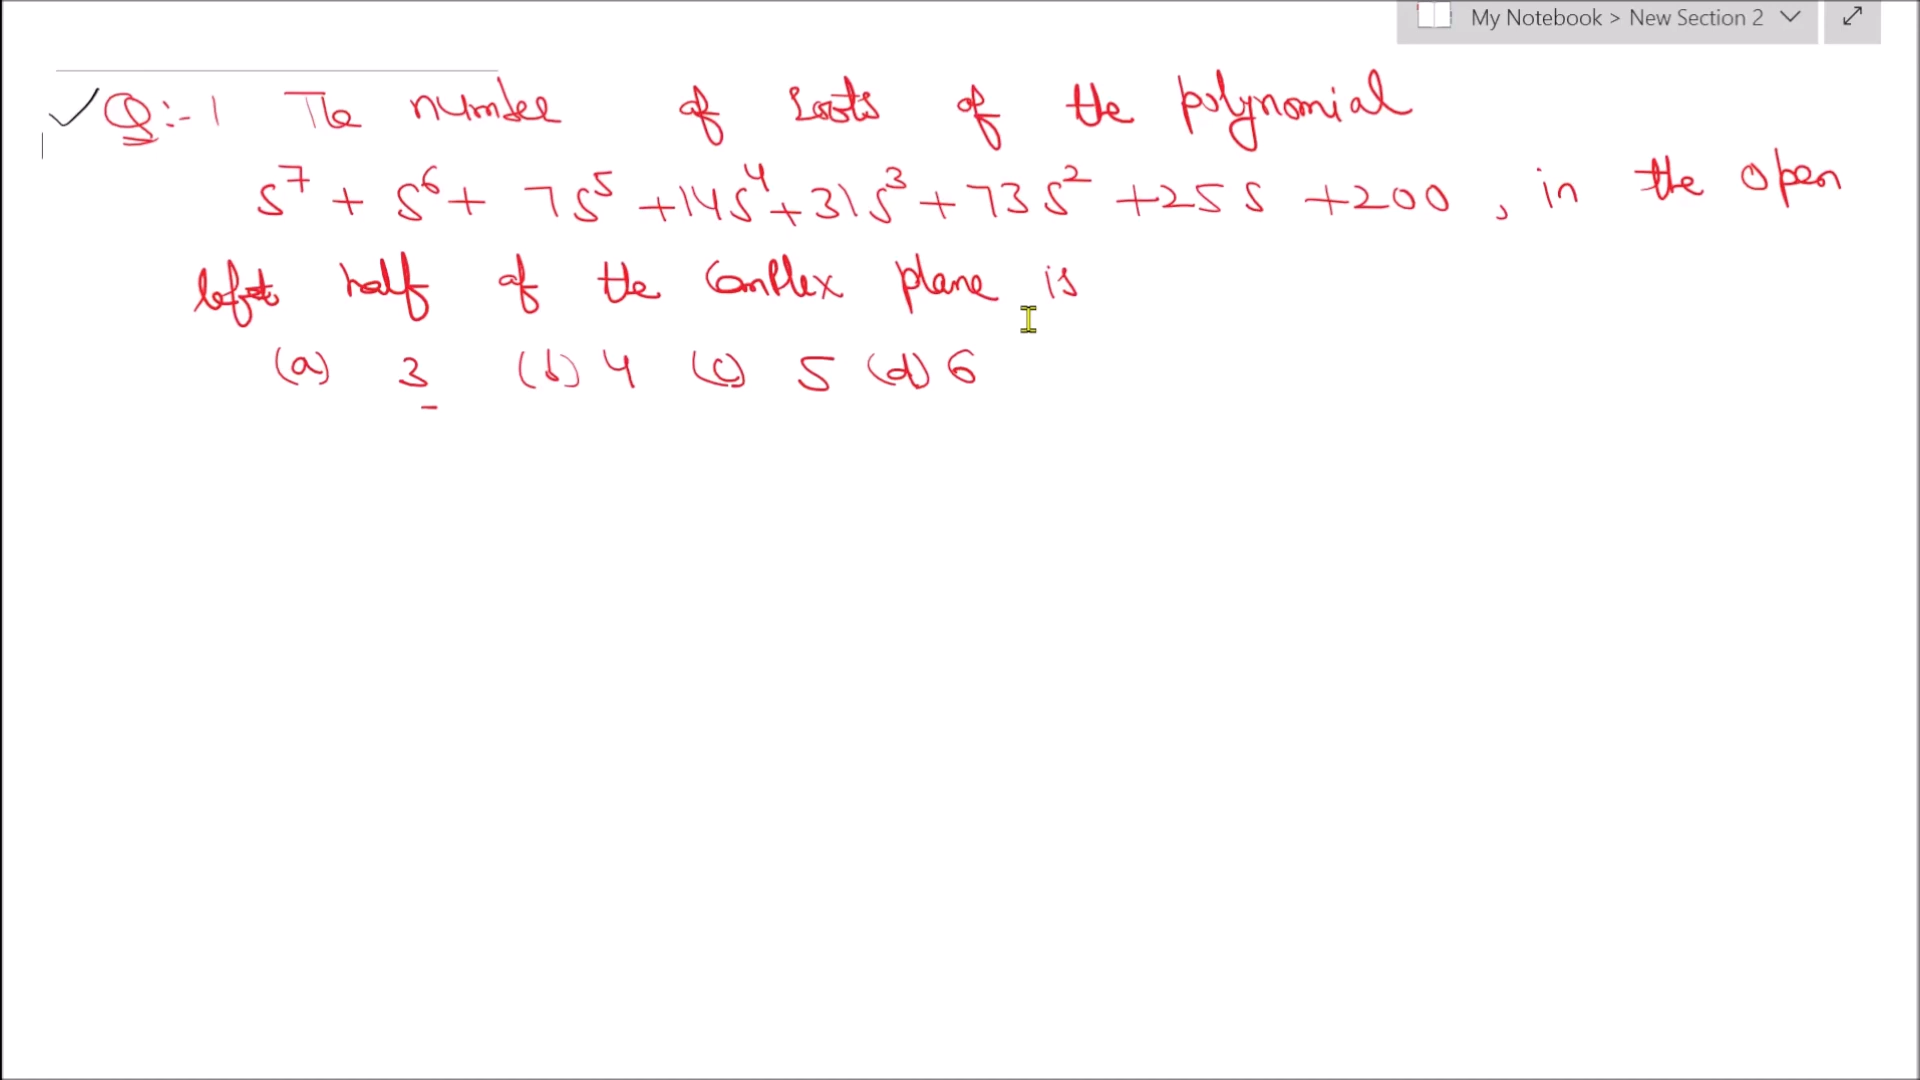 My Notebook > New Section 2
Q:-1 The number of roots of the polynomial
s⁷ + s⁶ + 7s⁵ + 14s⁴ + 31s³ + 73s² + 25s + 200, in the open
left half of the complex plane is
(a) 3 (b) 4 (c) 5 (d) 6